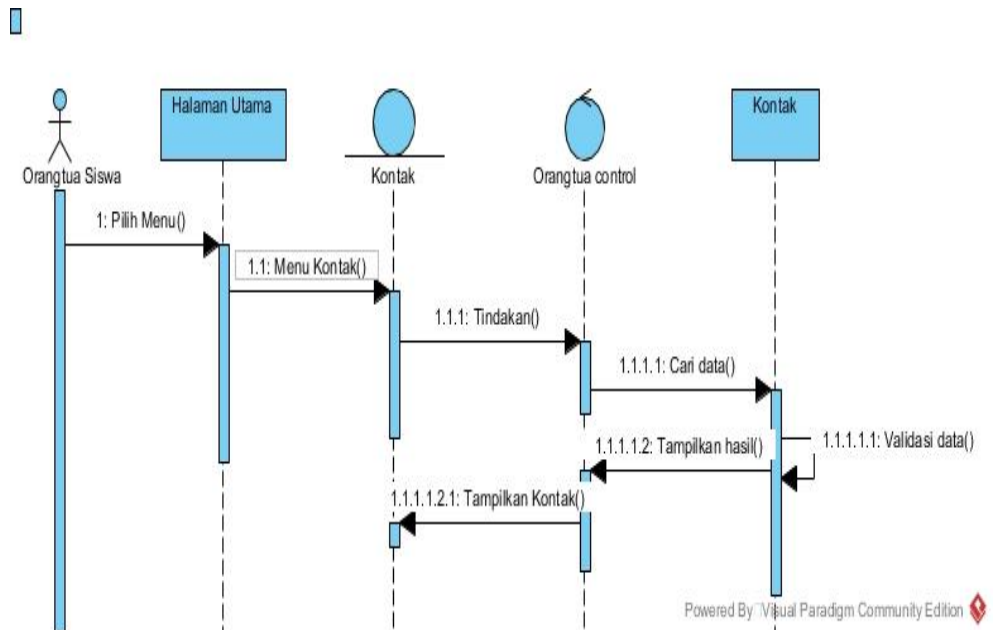 Halaman Utama
Kontak
Orangtua Siswa
Kontak
Orangtua control
1: Pilih Menu()
1.1: Menu Kontak()
1.1.1: Tindakan()
1.1.1.1: Cari data()
1.1.1.1.1: Validasi data()
1.1.1.1.2: Tampilkan hasil()
1.1.1.1.2.1: Tampilkan Kontak()
Powered By Visual Paradigm Community Edition